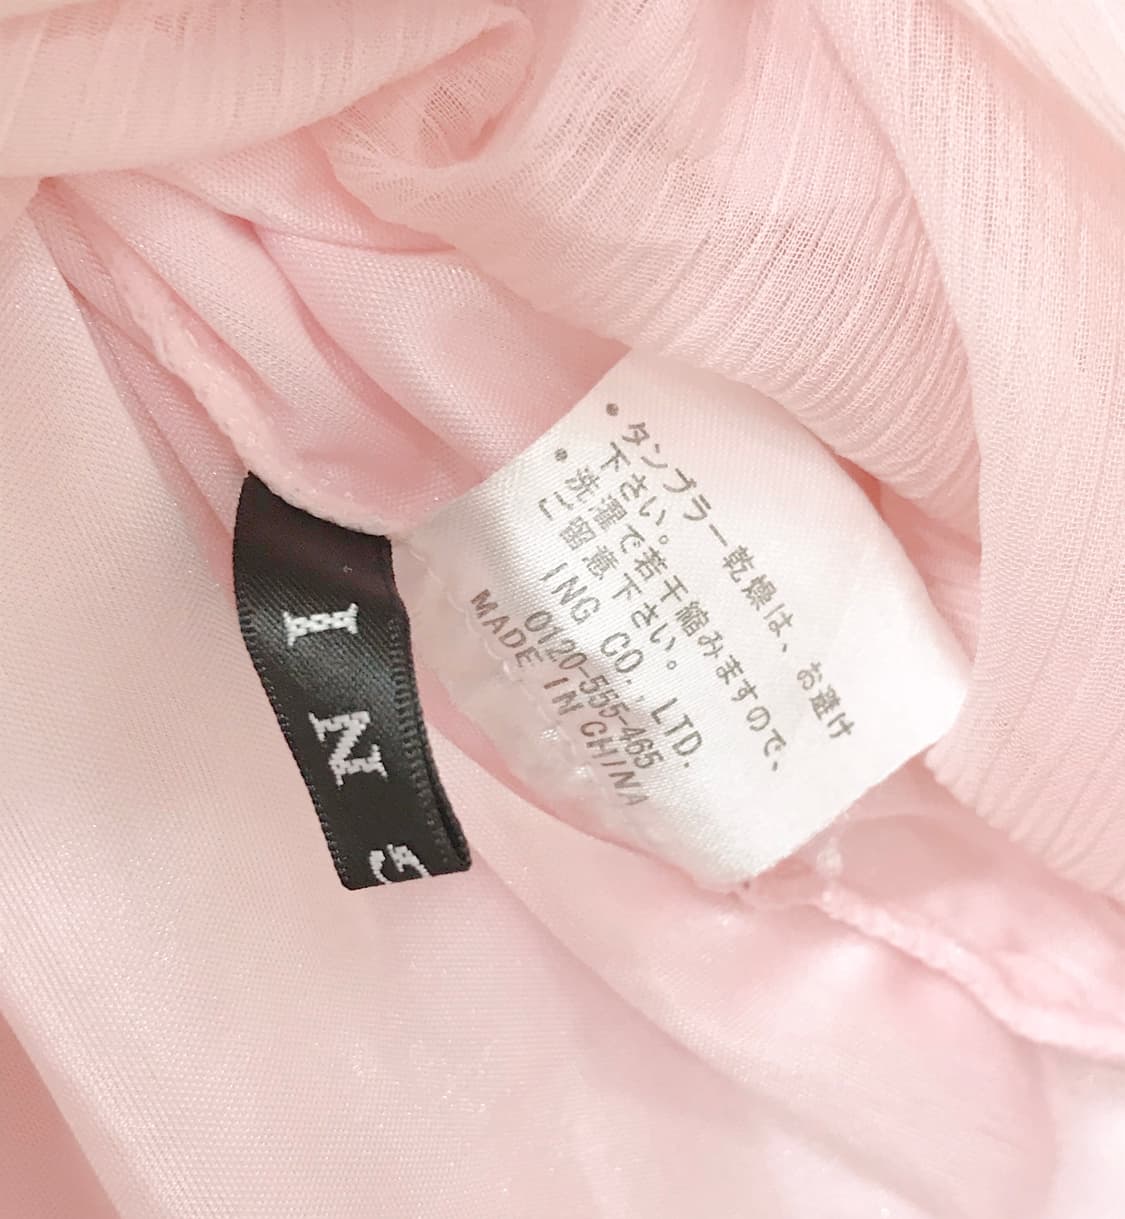 ING
・タンブラー乾燥は、お避け
下さい。
・洗濯で若干縮みますので、
ご留意下さい。
ING CO., LTD.
0120-555-465
MADE IN CHINA